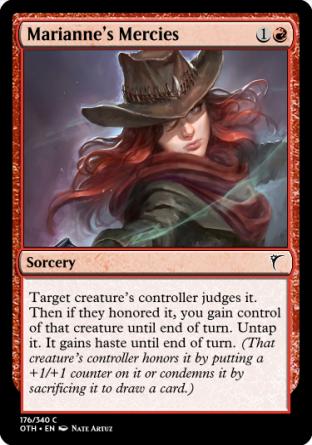 Marianne's Mercies 1
Sorcery
Target creature's controller judges it.
Then if they honored it, you gain control
of that creature until end of turn. Untap
it. It gains haste until end of turn. (That
creature's controller honors it by putting a
+1/+1 counter on it or condemns it by
sacrificing it to draw a card.)
176/340 C
OTH • EN Nate Artuz